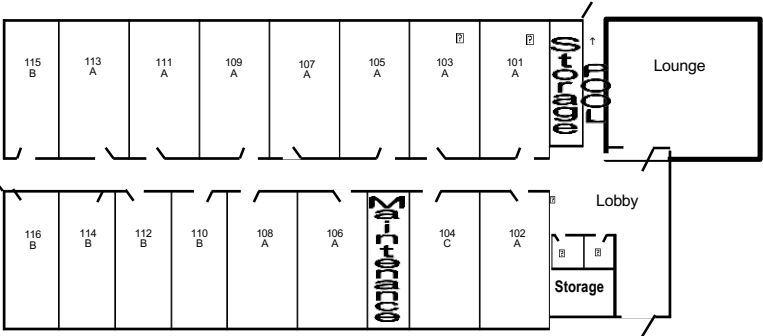 115
B
113
A
111
A
109
A
107
A
105
A
103
A
101
A
Storage
↑
POOL
Lounge
116
B
114
B
112
B
110
B
108
A
106
A
Maintenance
104
C
102
A
Lobby
Storage